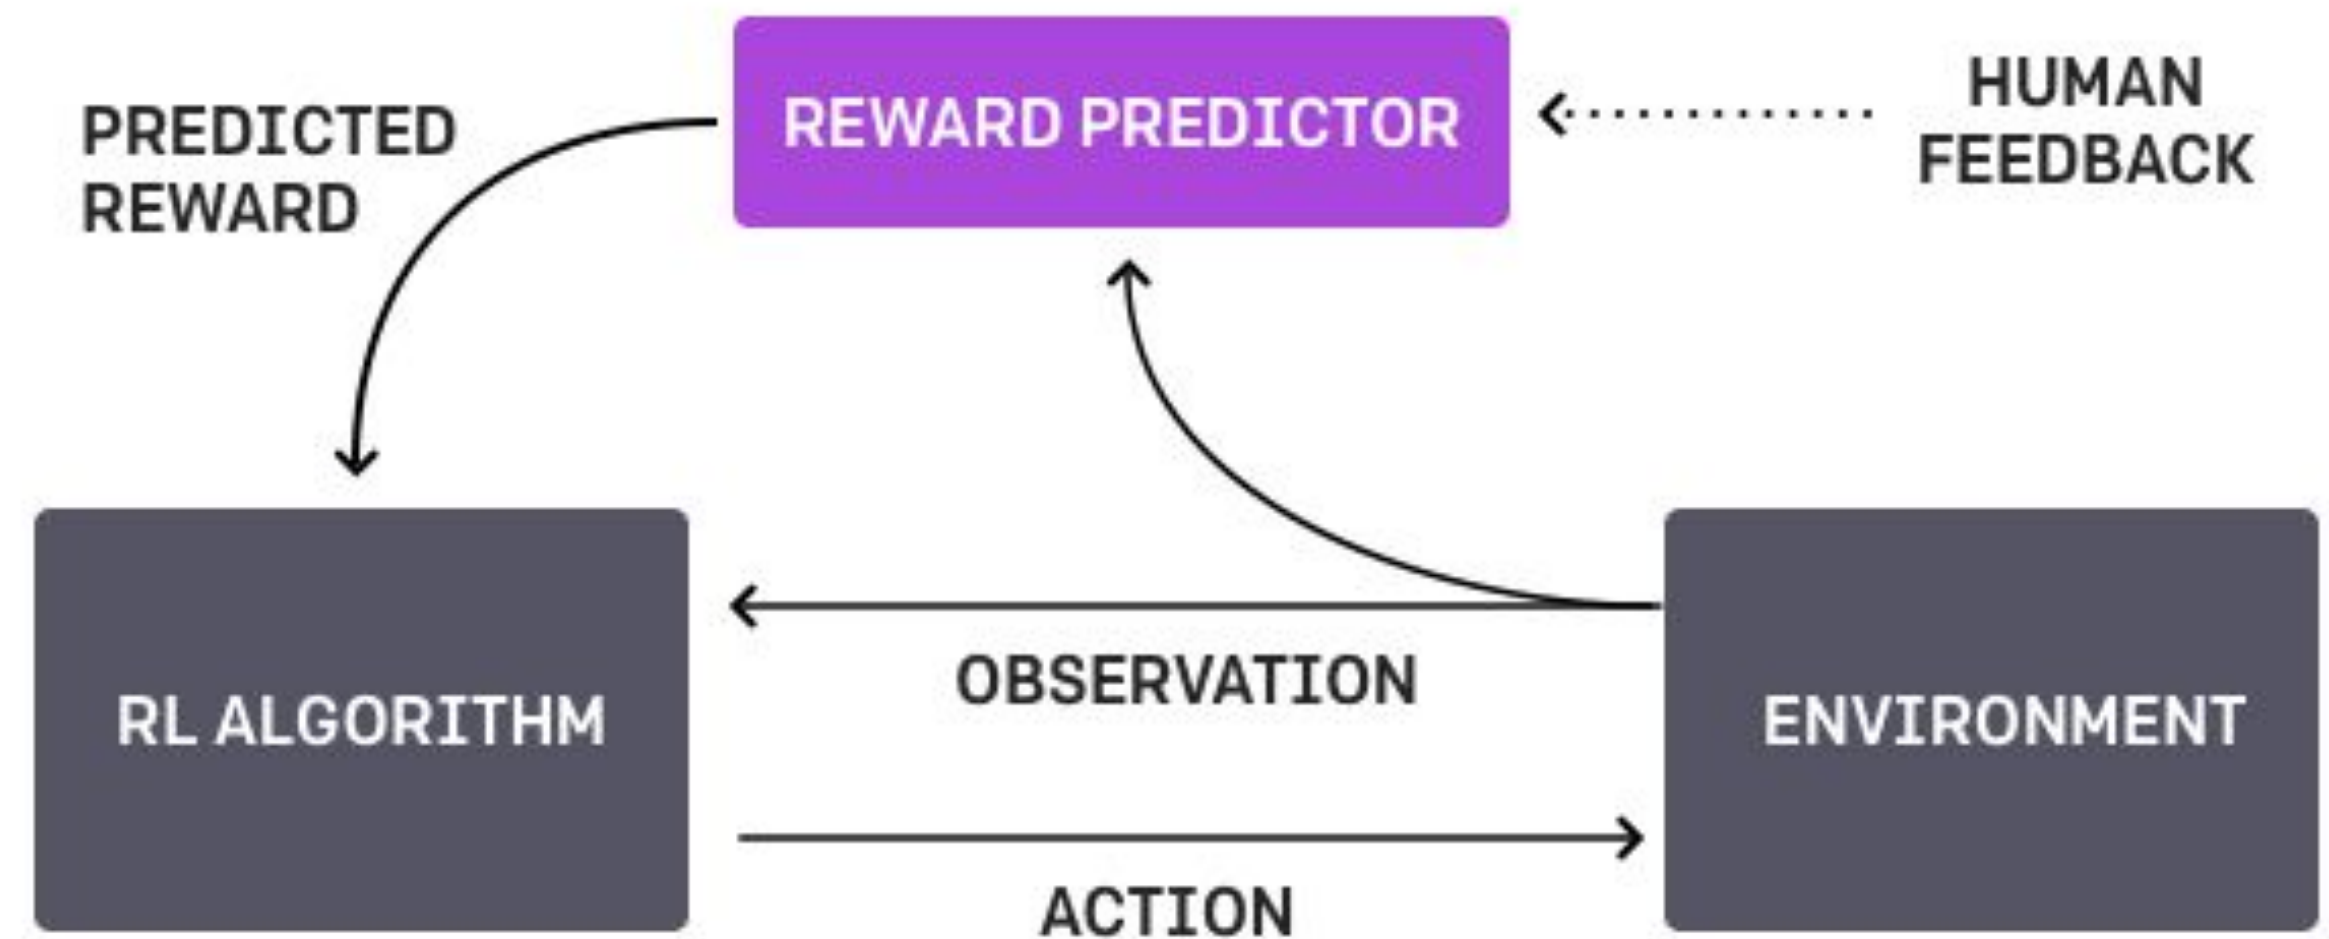 PREDICTED
REWARD
REWARD PREDICTOR
HUMAN
FEEDBACK
RL ALGORITHM
OBSERVATION
ACTION
ENVIRONMENT